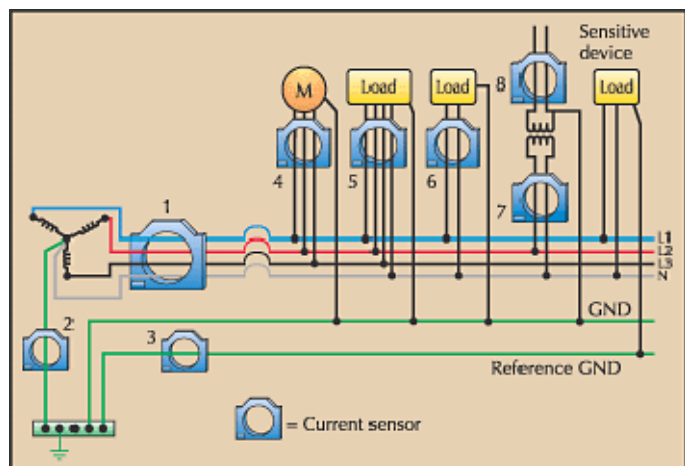 Sensitive
device
8
M
Load
Load
Load
4
5
6
7
1
L1
L2
L3
N
2
GND
3
Reference GND
= Current sensor